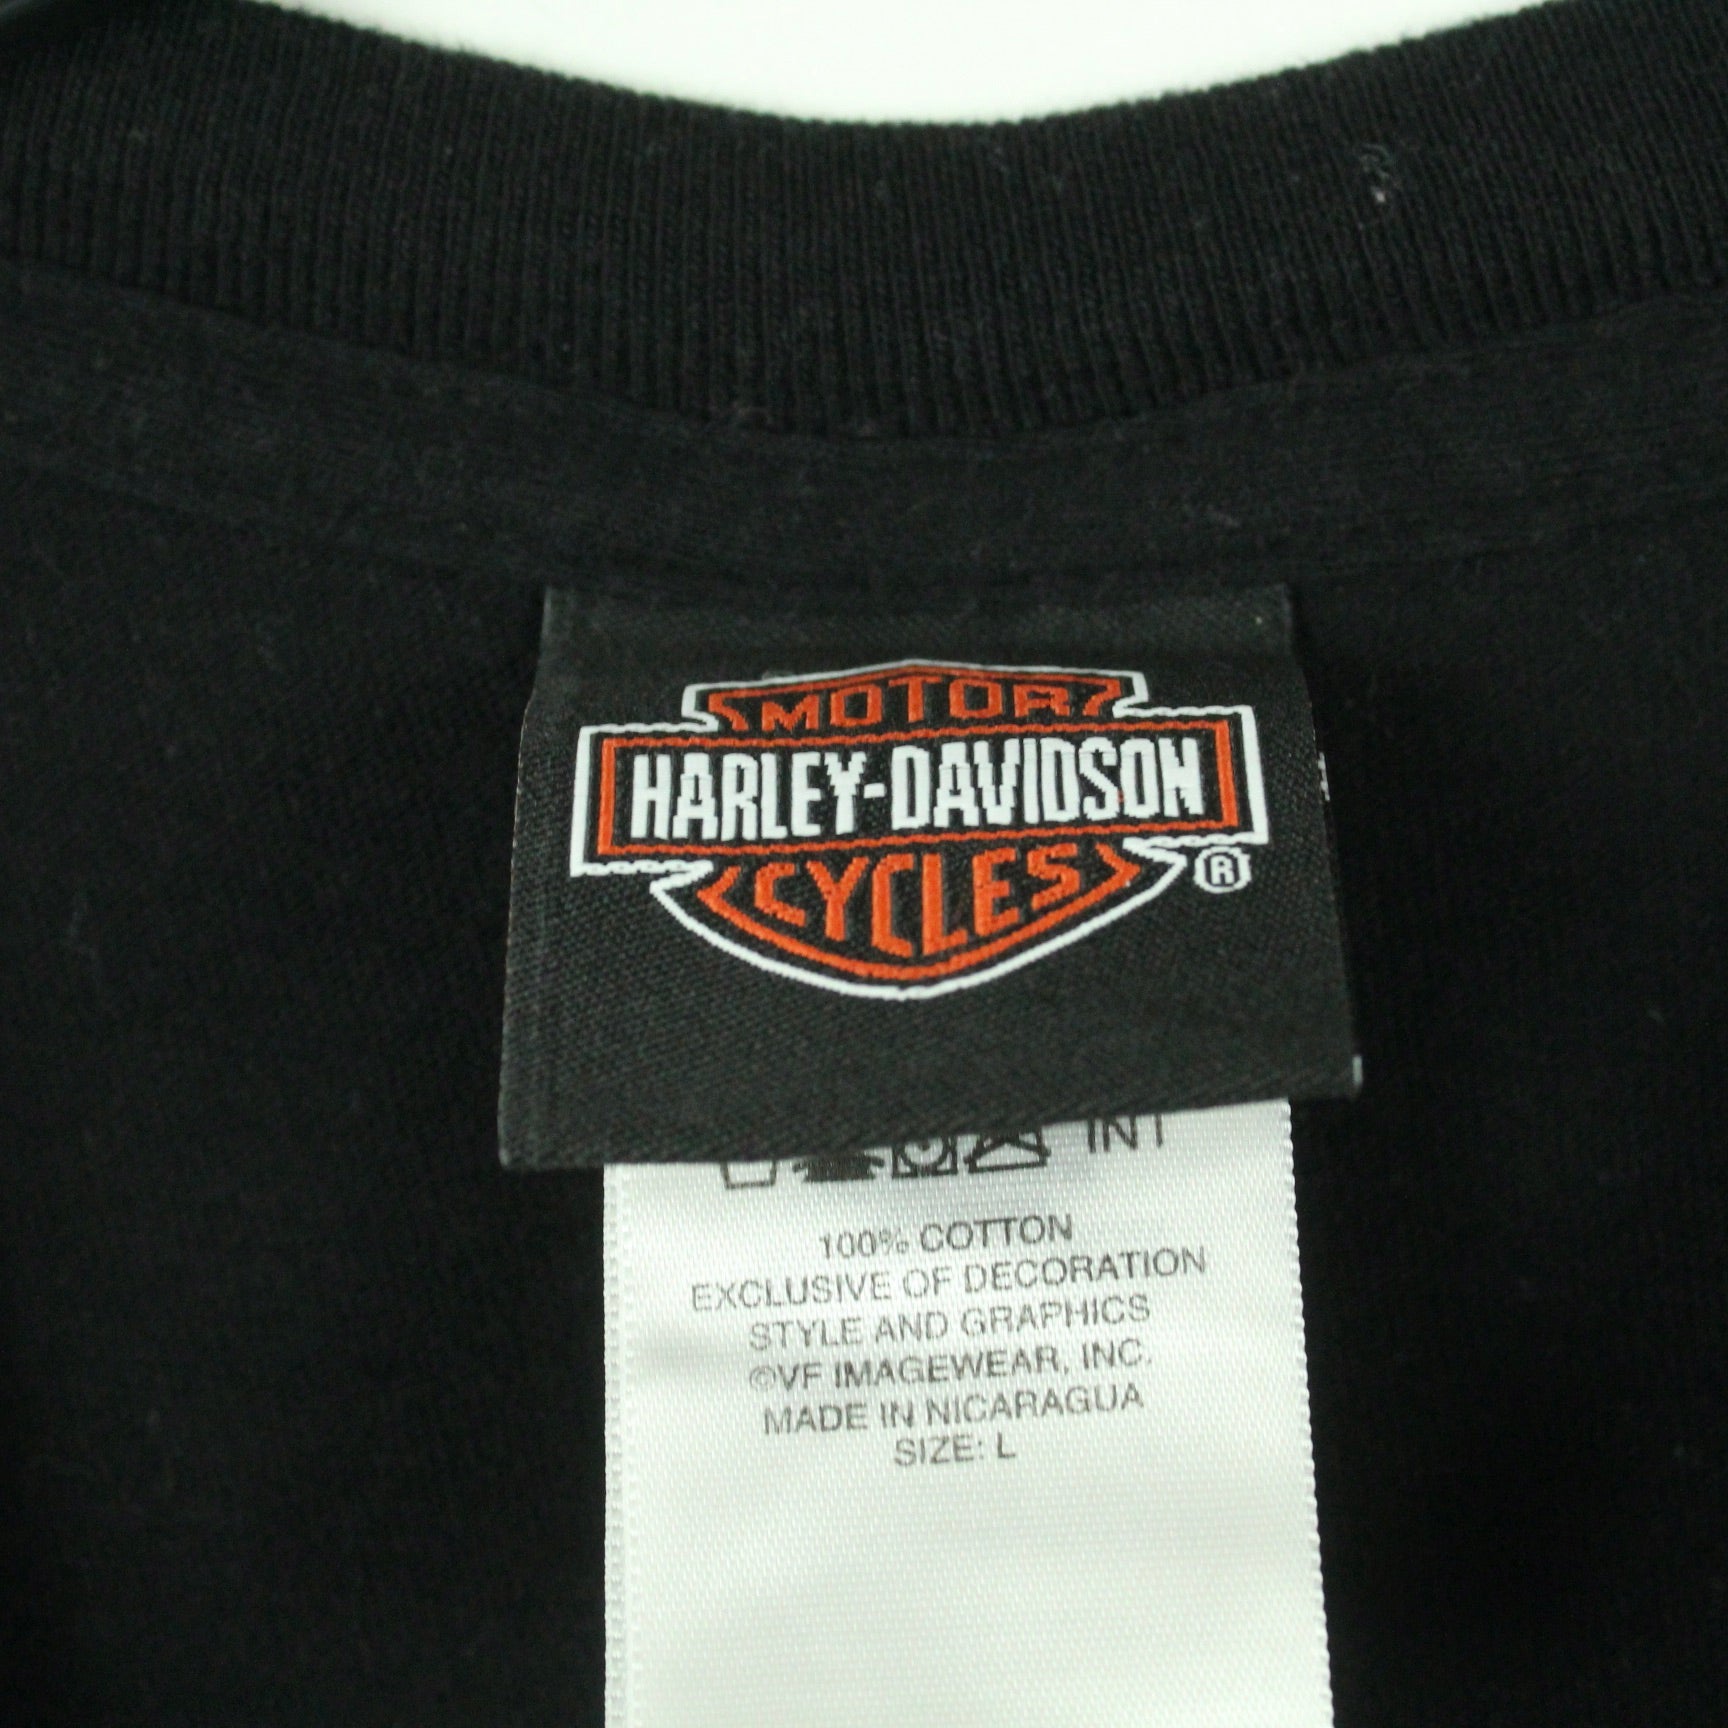 MOTOR
HARLEY-DAVIDSON
CYCLES
®
100% COTTON
EXCLUSIVE OF DECORATION
STYLE AND GRAPHICS
©VF IMAGEWEAR, INC.
MADE IN NICARAGUA
SIZE: L